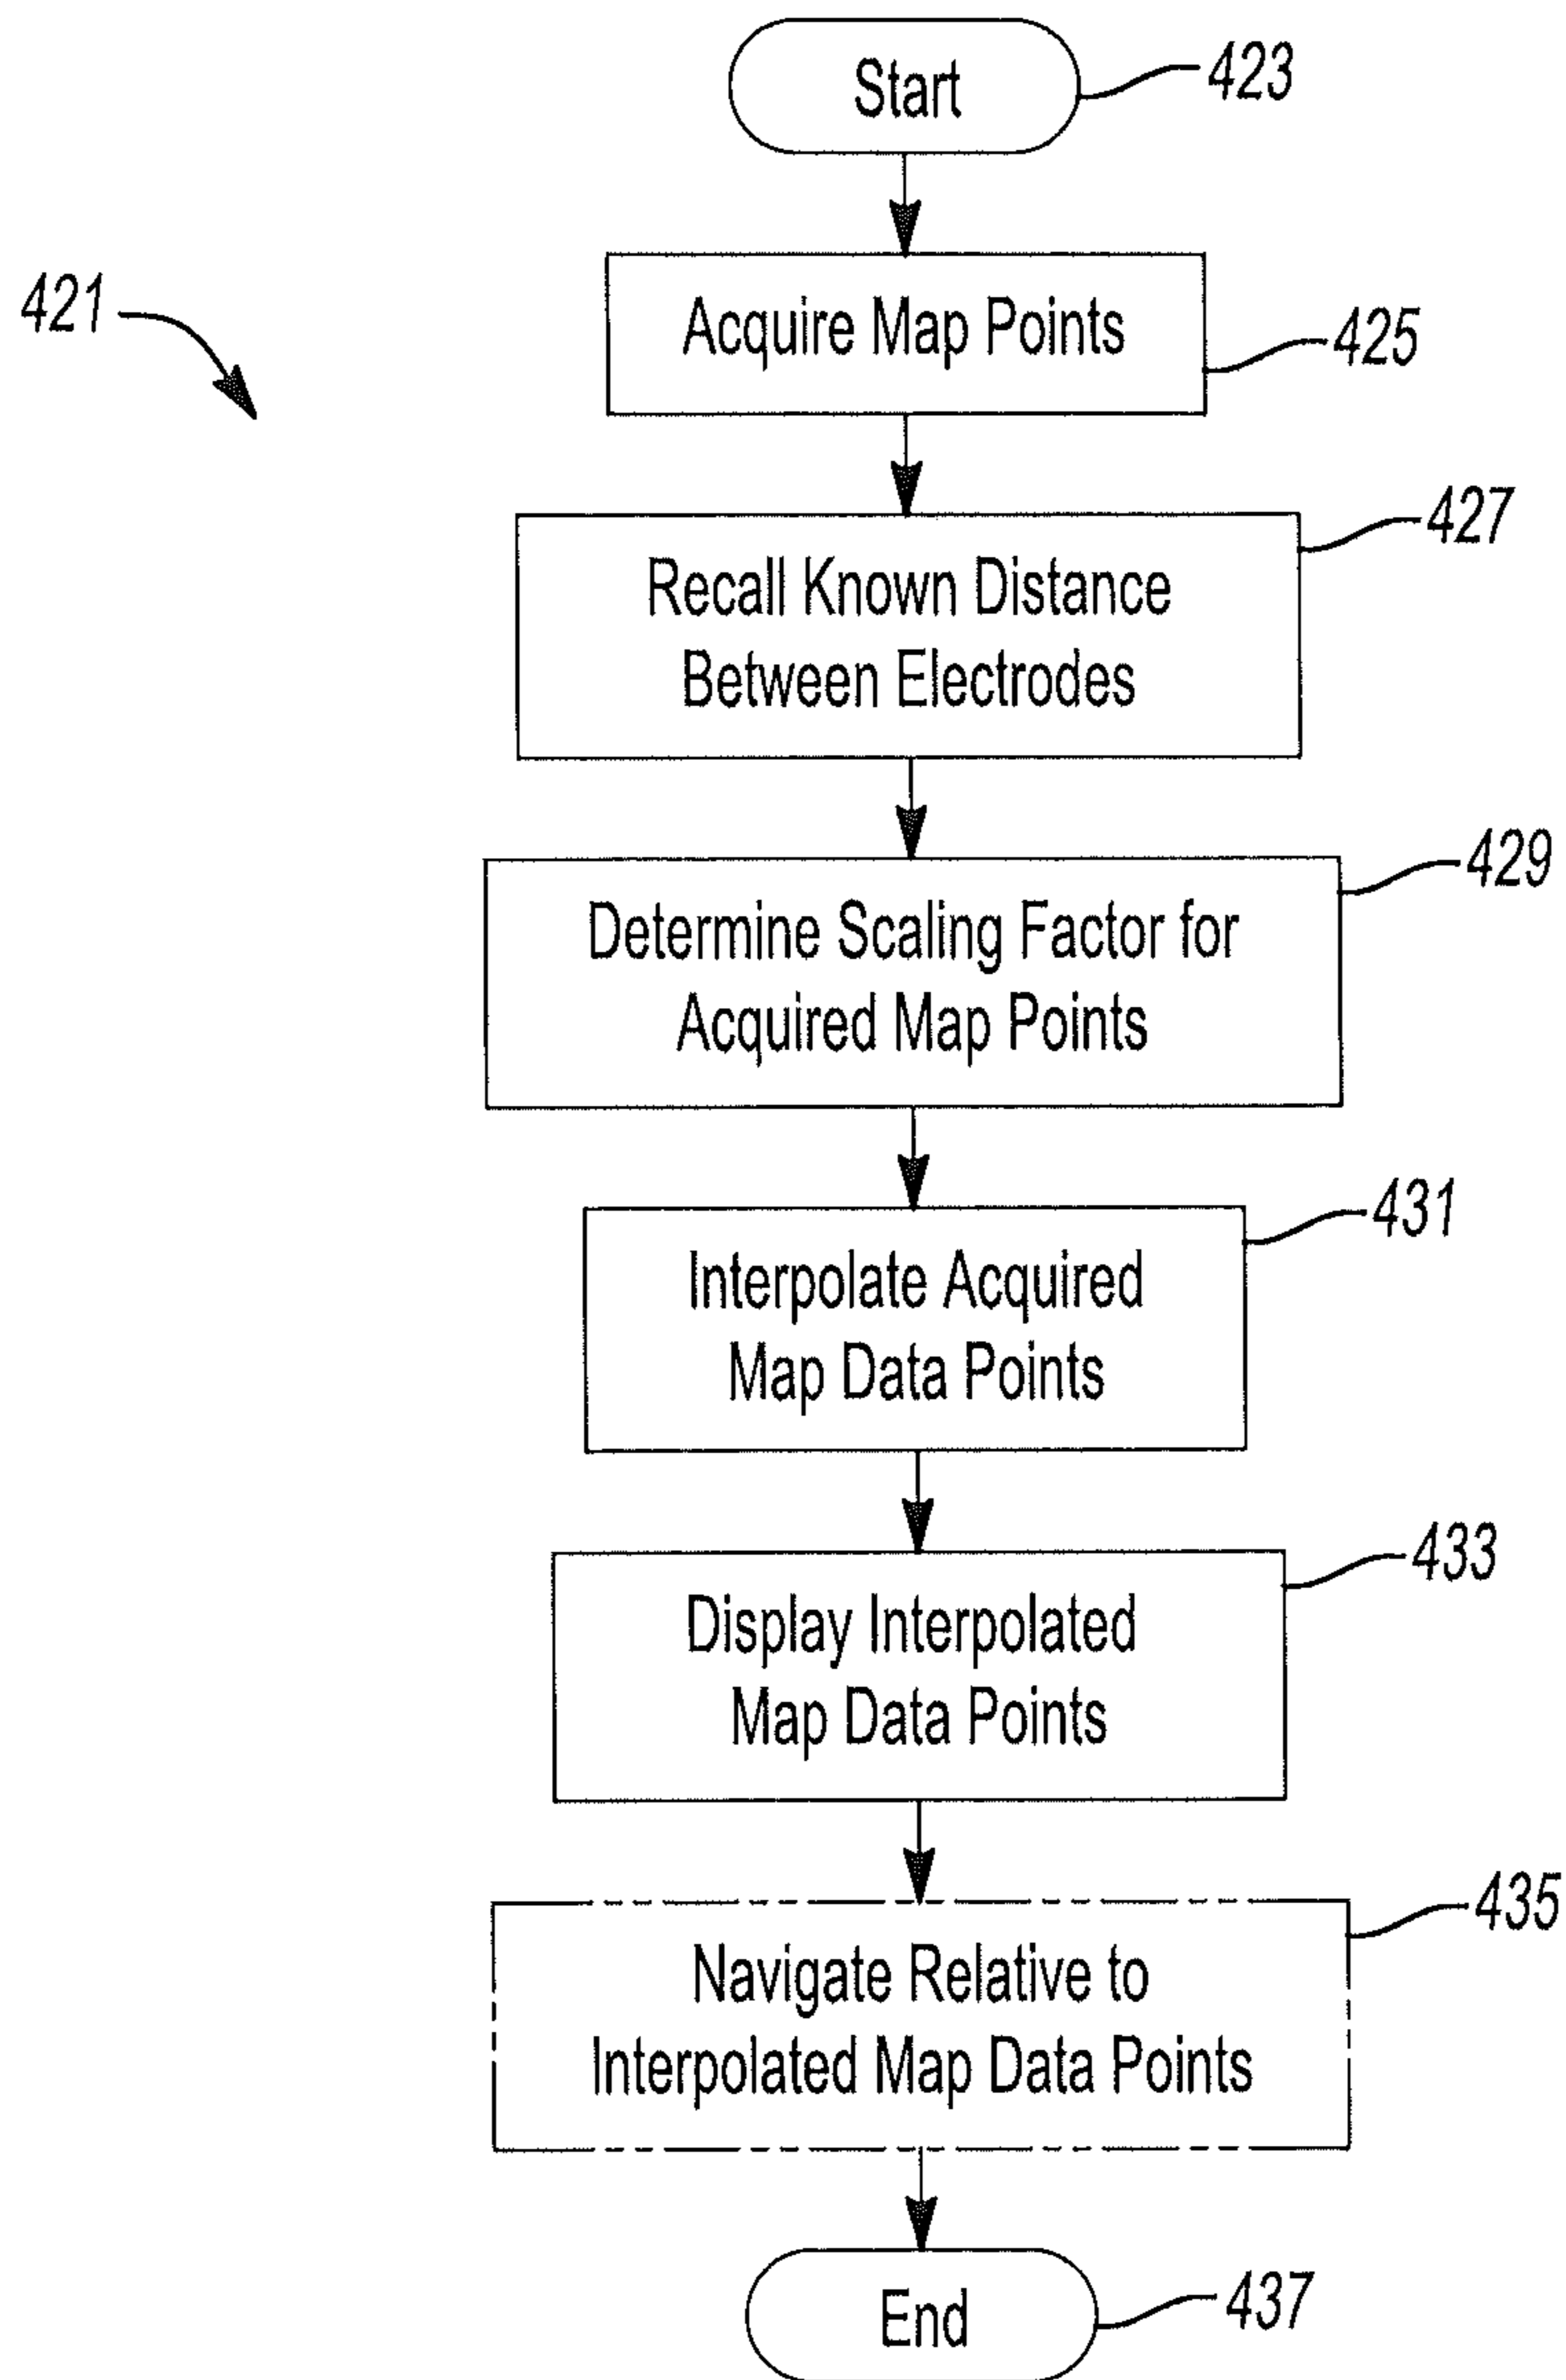 Start
423
421
Acquire Map Points
425
427
Recall Known Distance
Between Electrodes
429
Determine Scaling Factor for
Acquired Map Points
431
Interpolate Acquired
Map Data Points
433
Display Interpolated
Map Data Points
435
Navigate Relative to
Interpolated Map Data Points
End
437